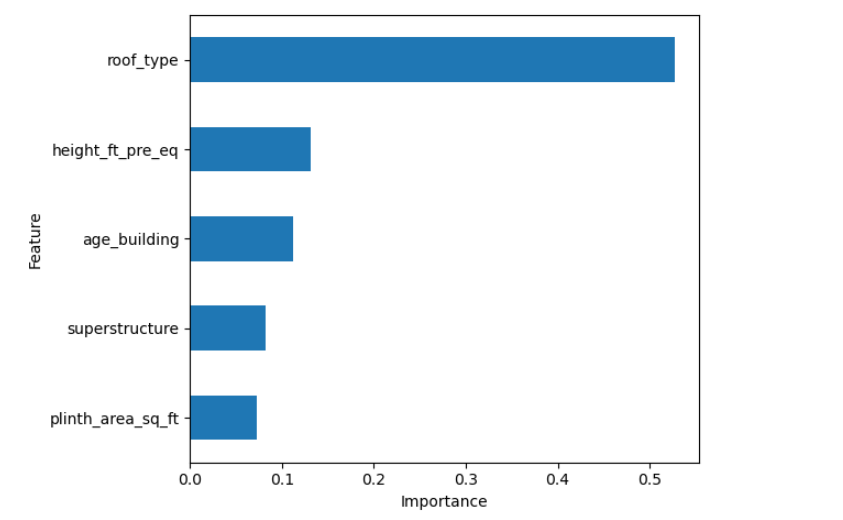 roof_type
height_ft_pre_eq
age_building
superstructure
plinth_area_sq_ft
Feature
0.0 0.1 0.2 0.3 0.4 0.5
Importance